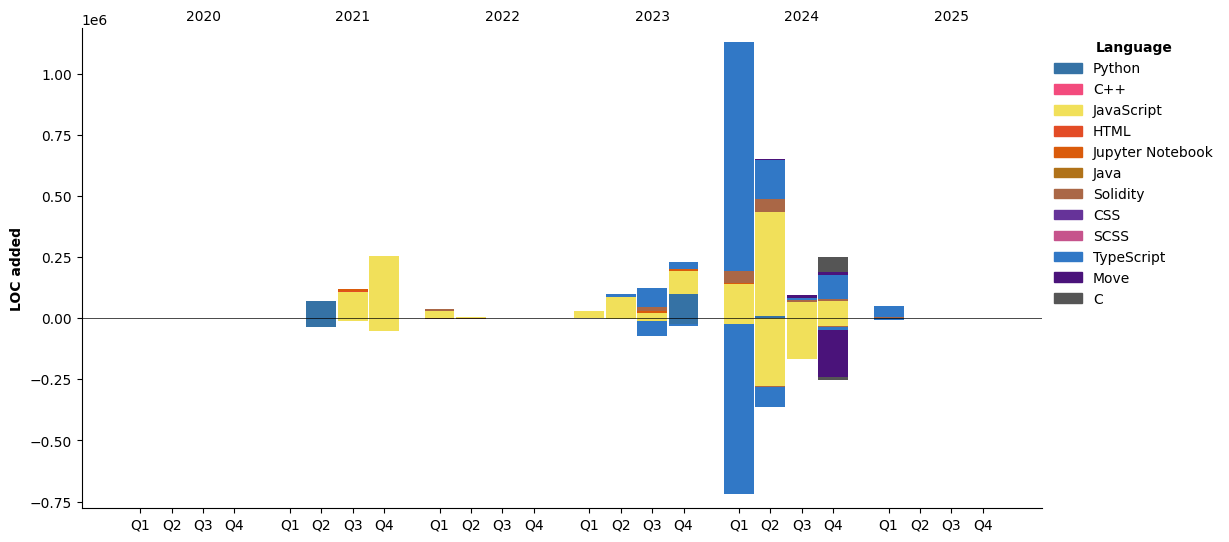 2020 2021 2022 2023 2024 2025
1e6
Language
Python
C++
JavaScript
HTML
Jupyter Notebook
Java
Solidity
CSS
SCSS
TypeScript
Move
C
LOC added
1.00
0.75
0.50
0.25
0.00
−0.25
−0.50
−0.75
Q1 Q2 Q3 Q4 Q1 Q2 Q3 Q4 Q1 Q2 Q3 Q4 Q1 Q2 Q3 Q4 Q1 Q2 Q3 Q4 Q1 Q2 Q3 Q4